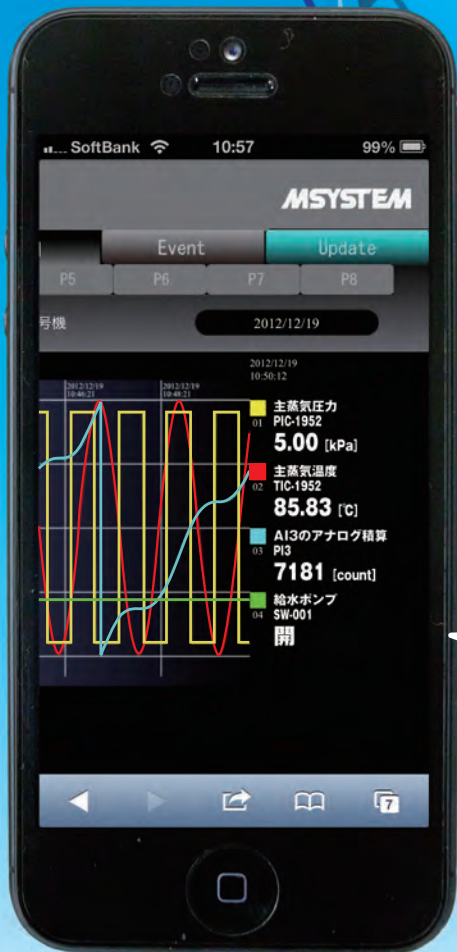 SoftBank 10:57 99%
MSYSTEM
Event Update
P5 P6 P7 P8
号機 2012/12/19
2012/12/19
10:50:12
2012/12/19
10:46:21
2012/12/19
10:48:21
主蒸気圧力
01 PIC-1952
5.00 [kPa]
主蒸気温度
02 TIC-1952
85.83 [℃]
AI3のアナログ積算
03 PI3
7181 [count]
給水ポンプ
04 SW-001
開
7